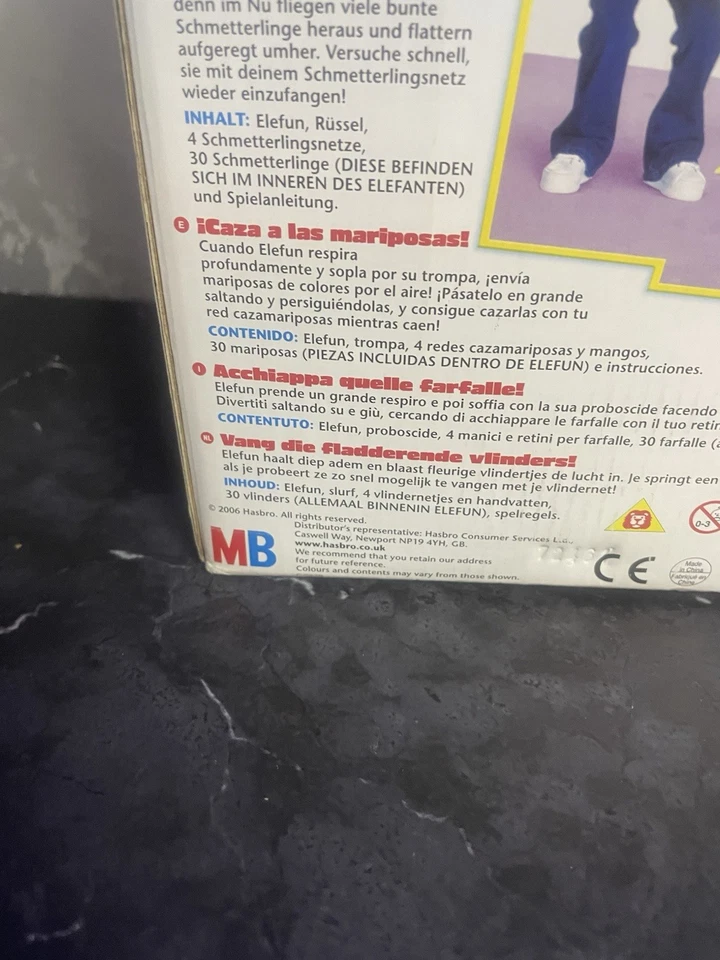 denn im Nu fliegen viele bunte
Schmetterlinge heraus und flattern
aufgeregt umher. Versuche schnell,
sie mit deinem Schmetterlingsnetz
wieder einzufangen!
INHALT: Elefun, Rüssel,
4 Schmetterlingsnetze,
30 Schmetterlinge (DIESE BEFINDEN
SICH IM INNEREN DES ELEFANTEN)
und Spielanleitung.
E ¡Caza a las mariposas!
Cuando Elefun respira
profundamente y sopla por su trompa, ¡envía
mariposas de colores por el aire! ¡Pásatelo en grande
saltando y persiguiéndolas, y consigue cazarlas con tu
red cazamariposas mientras caen!
CONTENIDO: Elefun, trompa, 4 redes cazamariposas y mangos,
30 mariposas (PIEZAS INCLUIDAS DENTRO DE ELEFUN) e instrucciones.
I Acchiappa quelle farfalle!
Elefun prende un grande respiro e poi soffia con la sua proboscide facendo
Divertiti saltando su e giù, cercando di acchiappare le farfalle con il tuo
CONTENTUTO: Elefun, proboscide, 4 manici e retini per farfalle, 30 farfalle
NL Vang die fladderende vlinders!
Elefun haalt diep adem en blaast fleurige vlindertjes de lucht in. Je springt een
als je probeert ze zo snel mogelijk te vangen met je vlindernet!
INHOUD: Elefun, slurf, 4 vlindernetjes en handvatten,
30 vlinders (ALLEMAAL BINNENIN ELEFUN), spelregels.
© 2006 Hasbro. All rights reserved.
Distributor's representative: Hasbro Consumer Services
Caswell Way, Newport NP19 4YH, GB.
www.hasbro.co.uk
We recommend that you retain our address
for future reference.
Colours and contents may vary from those shown.
MB
CE
0-3
Made
in China
Fabriqué en
Chine